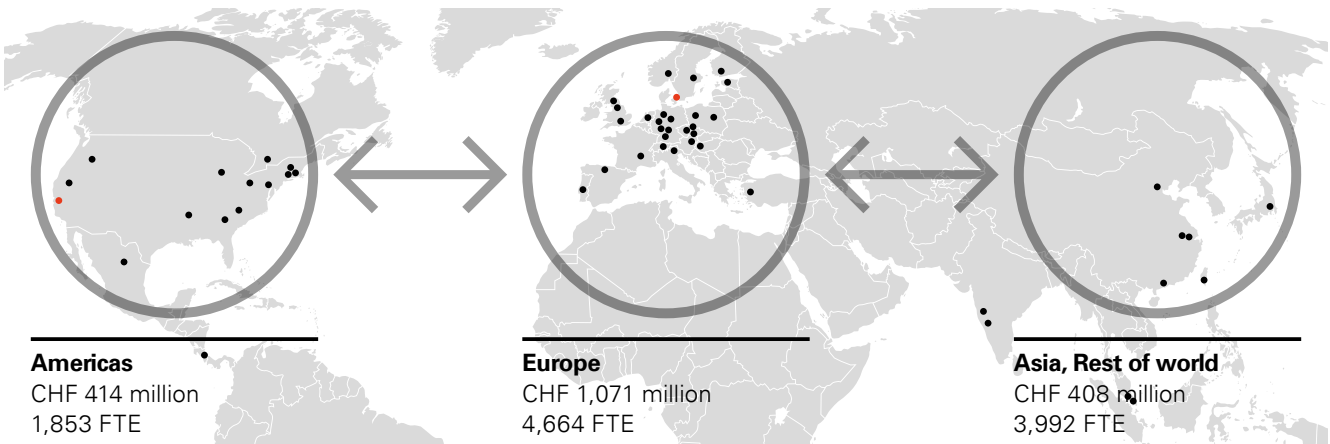 Americas
CHF 414 million
1,853 FTE
Europe
CHF 1,071 million
4,664 FTE
Asia, Rest of world
CHF 408 million
3,992 FTE